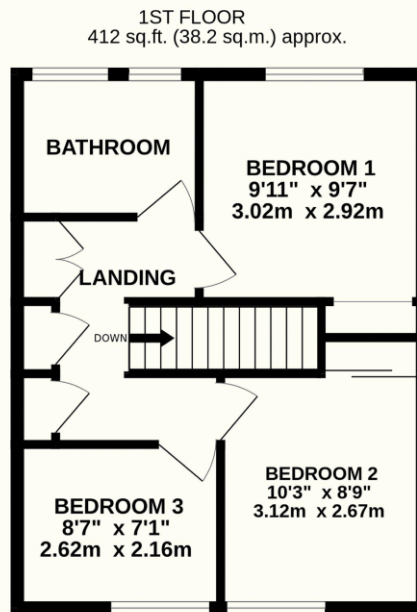 1ST FLOOR
412 sq.ft. (38.2 sq.m.) approx.
BATHROOM
BEDROOM 1
9'11" x 9'7"
3.02m x 2.92m
LANDING
DOWN
BEDROOM 2
10'3" x 8'9"
3.12m x 2.67m
BEDROOM 3
8'7" x 7'1"
2.62m x 2.16m